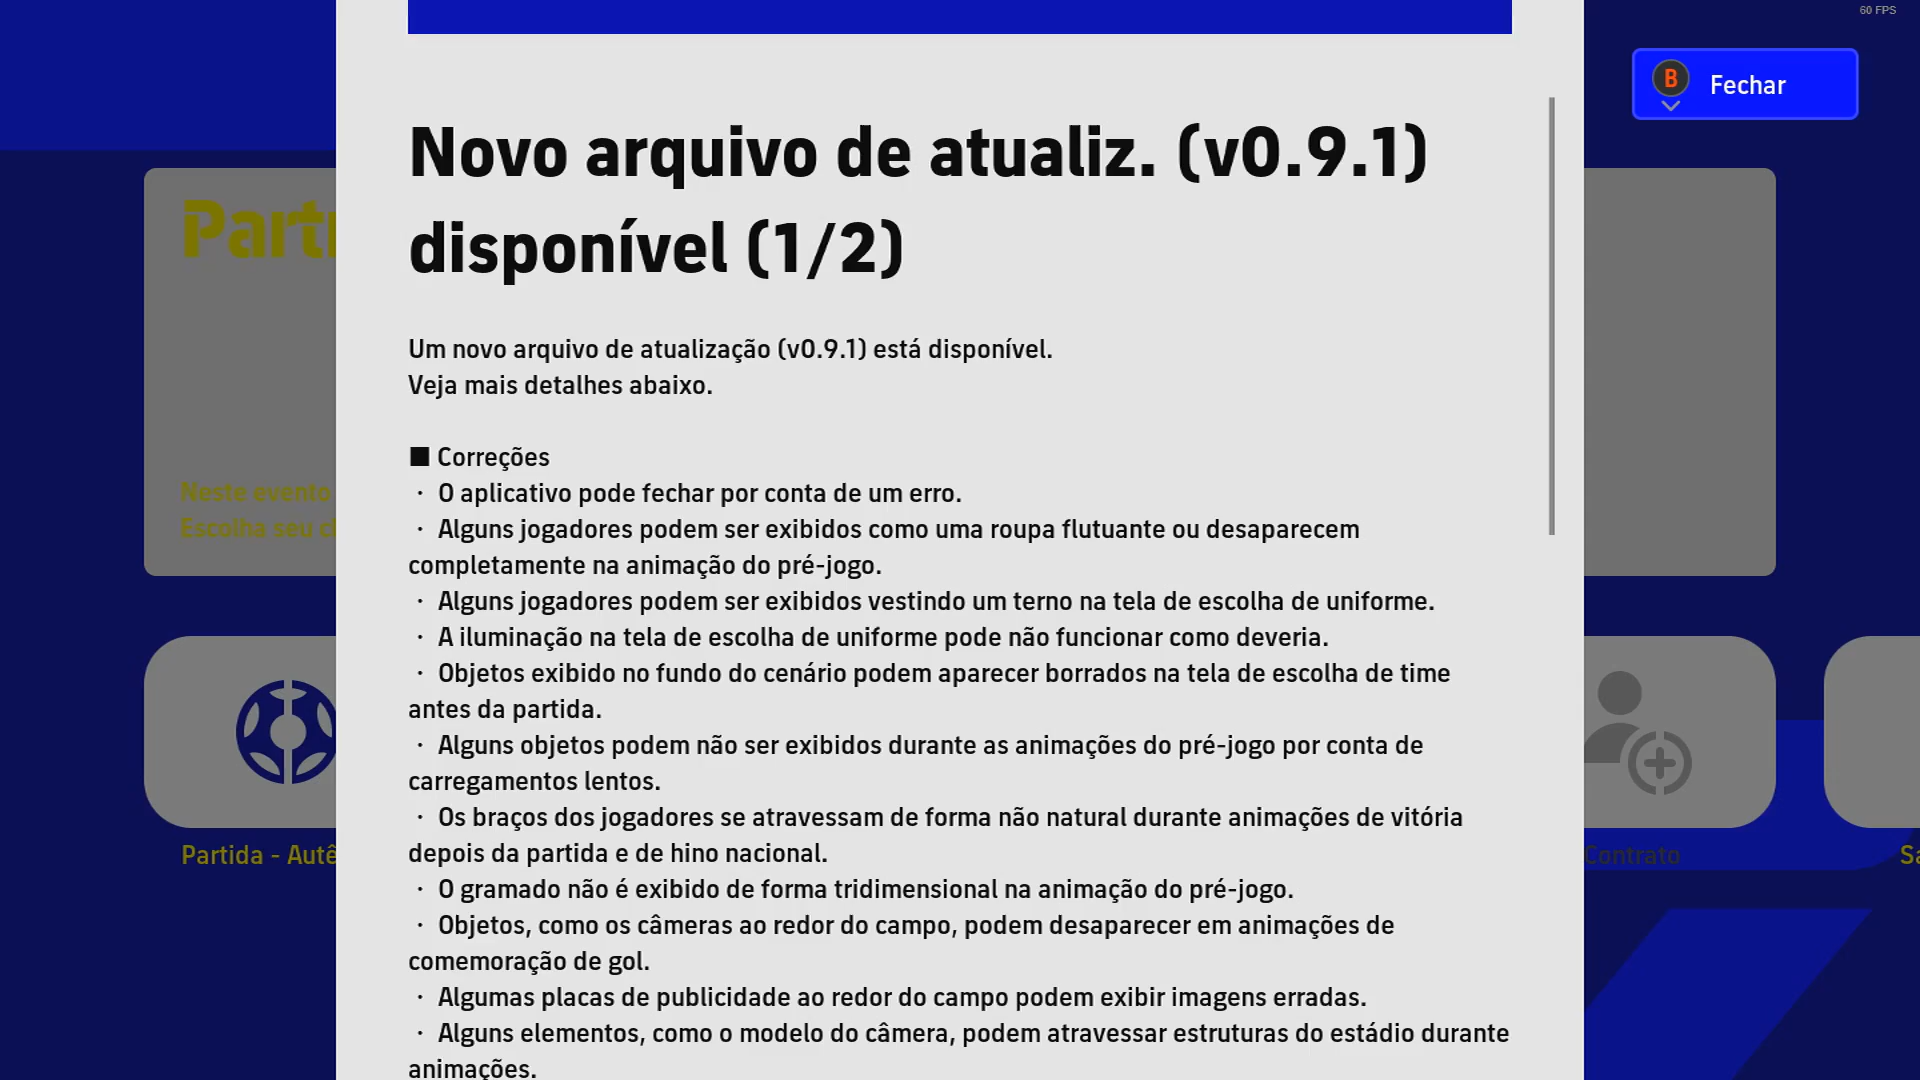 60 FPS
B Fechar
Novo arquivo de atualiz. (v0.9.1)
disponível (1/2)
Um novo arquivo de atualização (v0.9.1) está disponível.
Veja mais detalhes abaixo.
■ Correções
・ O aplicativo pode fechar por conta de um erro.
・ Alguns jogadores podem ser exibidos como uma roupa flutuante ou desaparecem
completamente na animação do pré-jogo.
・ Alguns jogadores podem ser exibidos vestindo um terno na tela de escolha de uniforme.
・ A iluminação na tela de escolha de uniforme pode não funcionar como deveria.
・ Objetos exibido no fundo do cenário podem aparecer borrados na tela de escolha de time
antes da partida.
・ Alguns objetos podem não ser exibidos durante as animações do pré-jogo por conta de
carregamentos lentos.
・ Os braços dos jogadores se atravessam de forma não natural durante animações de vitória
depois da partida e de hino nacional.
・ O gramado não é exibido de forma tridimensional na animação do pré-jogo.
・ Objetos, como os câmeras ao redor do campo, podem desaparecer em animações de
comemoração de gol.
・ Algumas placas de publicidade ao redor do campo podem exibir imagens erradas.
・ Alguns elementos, como o modelo do câmera, podem atravessar estruturas do estádio durante
animações.
Neste evento
Escolha seu
Partida - Autê
Contrato